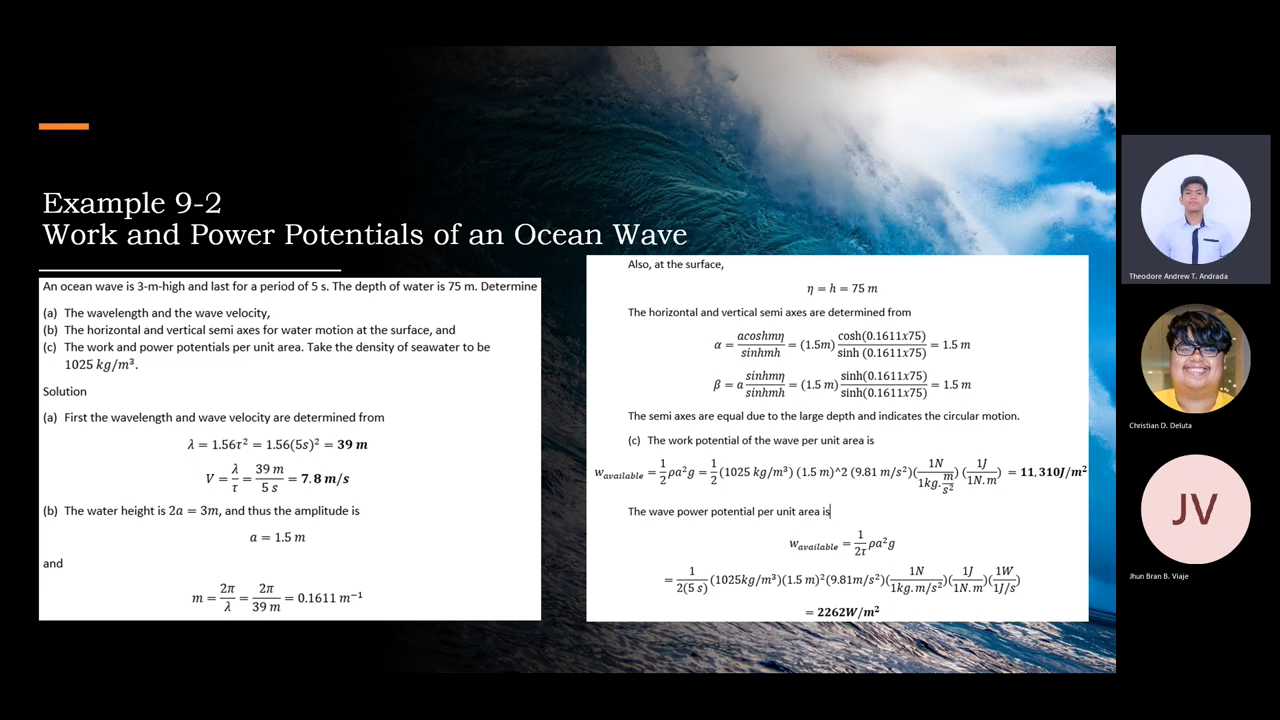 Example 9-2
Work and Power Potentials of an Ocean Wave
An ocean wave is 3-m-high and last for a period of 5 s. The depth of water is 75 m. Determine
(a) The wavelength and the wave velocity,
(b) The horizontal and vertical semi axes for water motion at the surface, and
(c) The work and power potentials per unit area. Take the density of seawater to be
1025 kg/m³.
Solution
(a) First the wavelength and wave velocity are determined from
λ = 1.56τ² = 1.56(5s)² = 39 m
V = λ/τ = 39 m/5 s = 7.8 m/s
(b) The water height is 2a = 3m, and thus the amplitude is
a = 1.5 m
and
m = 2π/λ = 2π/39 m = 0.1611 m⁻¹
Also, at the surface,
η = h = 75 m
The horizontal and vertical semi axes are determined from
α = acoshmη/sinhmh = (1.5m) cosh(0.1611x75)/sinh (0.1611x75) = 1.5 m
β = a sinhmη/sinhmh = (1.5 m) sinh(0.1611x75)/sinh(0.1611x75) = 1.5 m
The semi axes are equal due to the large depth and indicates the circular motion.
(c) The work potential of the wave per unit area is
w_available = 1/2 ρa²g = 1/2 (1025 kg/m³) (1.5 m)^2 (9.81 m/s²)(1N/1kg.m/s²) (1J/1N.m) = 11,310J/m²
The wave power potential per unit area is
w_available = 1/2τ ρa²g
= 1/2(5 s) (1025kg/m³)(1.5 m)²(9.81m/s²)(1N/1kg.m/s²)(1J/1N.m)(1W/1J/s)
= 2262W/m²
Theodore Andrew T. Andrada
Christian D. Deluta
JV
Jhun Bran B. Viaje